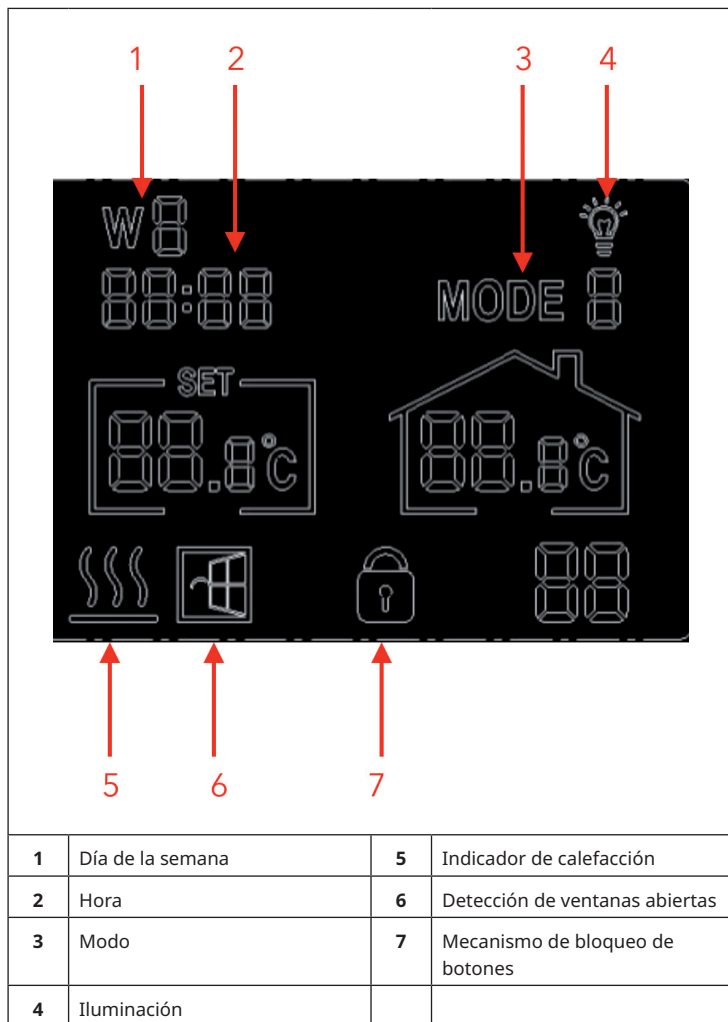 1 2 3 4
W8
88:88 MODE 8
SET
88.8°C 88.8°C
88
5 6 7
1 Día de la semana 5 Indicador de calefacción
2 Hora 6 Detección de ventanas abiertas
3 Modo 7 Mecanismo de bloqueo de
botones
4 Iluminación